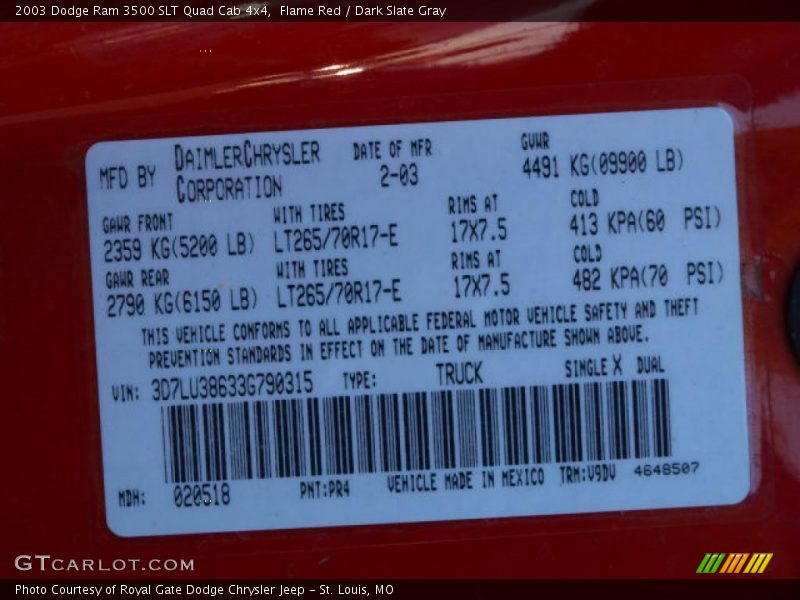 2003 Dodge Ram 3500 SLT Quad Cab 4x4,  Flame Red / Dark Slate Gray
MFD BY DAIMLERCHRYSLER CORPORATION DATE OF MFR 2-03 GVWR 4491 KG(09900 LB)
GAWR FRONT WITH TIRES RIMS AT COLD
2359 KG(5200 LB) LT265/70R17-E 17X7.5 413 KPA(60 PSI)
GAWR REAR WITH TIRES RIMS AT COLD
2790 KG(6150 LB) LT265/70R17-E 17X7.5 482 KPA(70 PSI)
THIS VEHICLE CONFORMS TO ALL APPLICABLE FEDERAL MOTOR VEHICLE SAFETY AND THEFT
PREVENTION STANDARDS IN EFFECT ON THE DATE OF MANUFACTURE SHOWN ABOVE.
VIN: 3D7LU38633G790315 TYPE: TRUCK SINGLE X DUAL
MDH: 020518 PNT:PR4 VEHICLE MADE IN MEXICO TRM:V9DV 4648507
GTCARLOT.COM
Photo Courtesy of Royal Gate Dodge Chrysler Jeep - St. Louis, MO